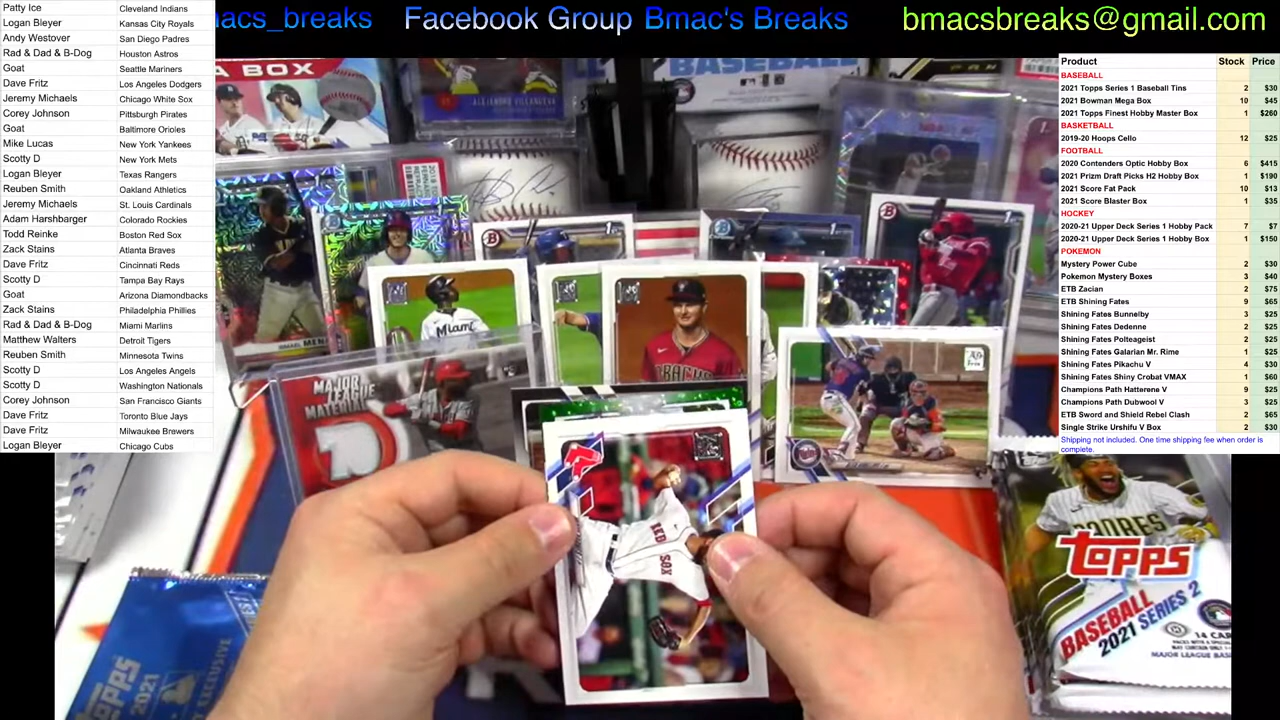 macs_breaks
Facebook Group Bmac's Breaks
bmacsbreaks@gmail.com
Patty Ice Cleveland Indians
Logan Bleyer Kansas City Royals
Andy Westover San Diego Padres
Rad & Dad & B-Dog Houston Astros
Goat Seattle Mariners
Dave Fritz Los Angeles Dodgers
Jeremy Michaels Chicago White Sox
Corey Johnson Pittsburgh Pirates
Goat Baltimore Orioles
Mike Lucas New York Yankees
Scotty D New York Mets
Logan Bleyer Texas Rangers
Reuben Smith Oakland Athletics
Jeremy Michaels St. Louis Cardinals
Adam Harshbarger Colorado Rockies
Todd Reinke Boston Red Sox
Zack Stains Atlanta Braves
Dave Fritz Cincinnati Reds
Scotty D Tampa Bay Rays
Goat Arizona Diamondbacks
Zack Stains Philadelphia Phillies
Rad & Dad & B-Dog Miami Marlins
Matthew Walters Detroit Tigers
Reuben Smith Minnesota Twins
Scotty D Los Angeles Angels
Scotty D Washington Nationals
Corey Johnson San Francisco Giants
Dave Fritz Toronto Blue Jays
Dave Fritz Milwaukee Brewers
Logan Bleyer Chicago Cubs
Product Stock Price
BASEBALL
2021 Topps Series 1 Baseball Tins 2 $30
2021 Bowman Mega Box 10 $45
2021 Topps Finest Hobby Master Box 1 $260
BASKETBALL
2019-20 Hoops Cello 12 $25
FOOTBALL
2020 Contenders Optic Hobby Box 6 $415
2021 Prizm Draft Picks H2 Hobby Box 1 $190
2021 Score Fat Pack 10 $13
2021 Score Blaster Box 1 $35
HOCKEY
2020-21 Upper Deck Series 1 Hobby Pack 7 $7
2020-21 Upper Deck Series 1 Hobby Box 1 $150
POKEMON
Mystery Power Cube 2 $30
Pokemon Mystery Boxes 3 $40
ETB Zacian 2 $75
ETB Shining Fates 9 $65
Shining Fates Bunnelby 3 $25
Shining Fates Dedenne 2 $25
Shining Fates Polteageist 2 $25
Shining Fates Galarian Mr. Rime 1 $25
Shining Fates Pikachu V 4 $30
Shining Fates Shiny Crobat VMAX 1 $60
Champions Path Hatterene V 9 $25
Champions Path Dubwool V 3 $25
ETB Sword and Shield Rebel Clash 2 $65
Single Strike Urshifu V Box 2 $30
Shipping not included. One time shipping fee when order is
complete.
A BOX
BASEBALL
Miami
MAJOR
LEAGUE
MATERIAL
RED
SOX
PADRES
topps
BASEBALL
2021 SERIES 2
14 CAR
MAJOR LEAGUE BAS
TOPPS
2021
EXCLUSIVE